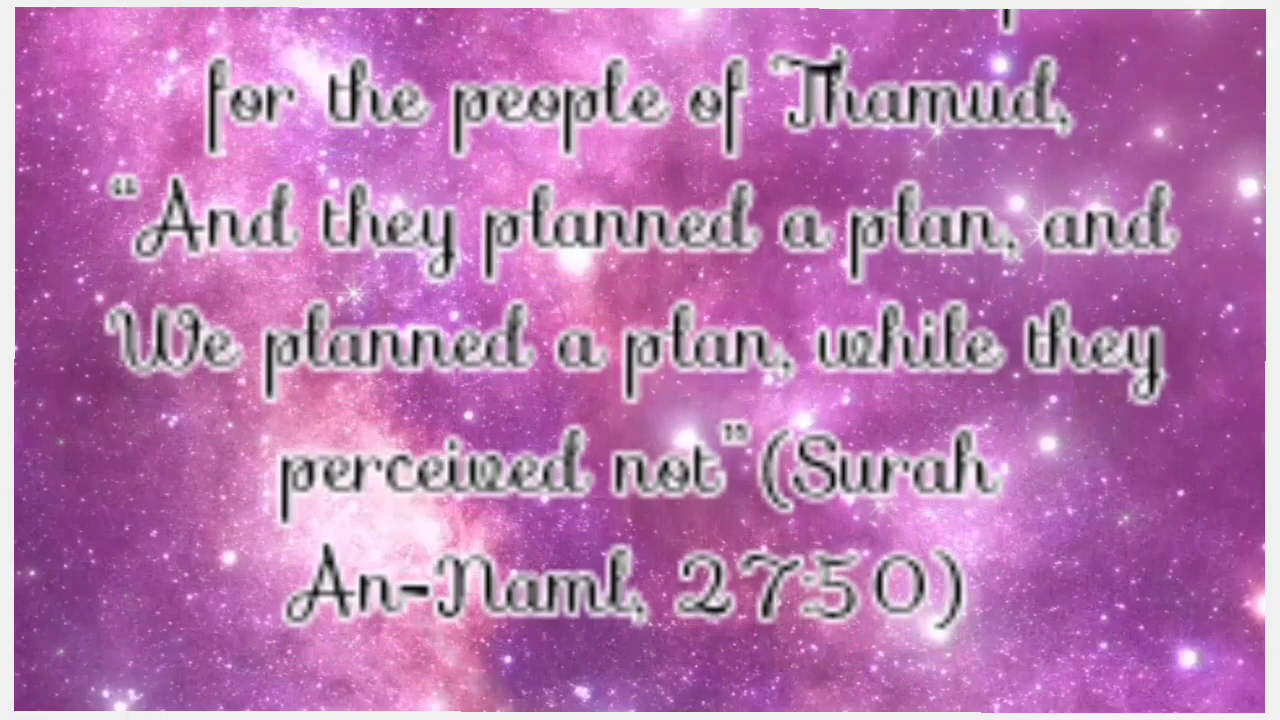 for the people of Thamud,
“And they planned a plan, and
We planned a plan, while they
perceived not”(Surah
An-Naml, 27:50)